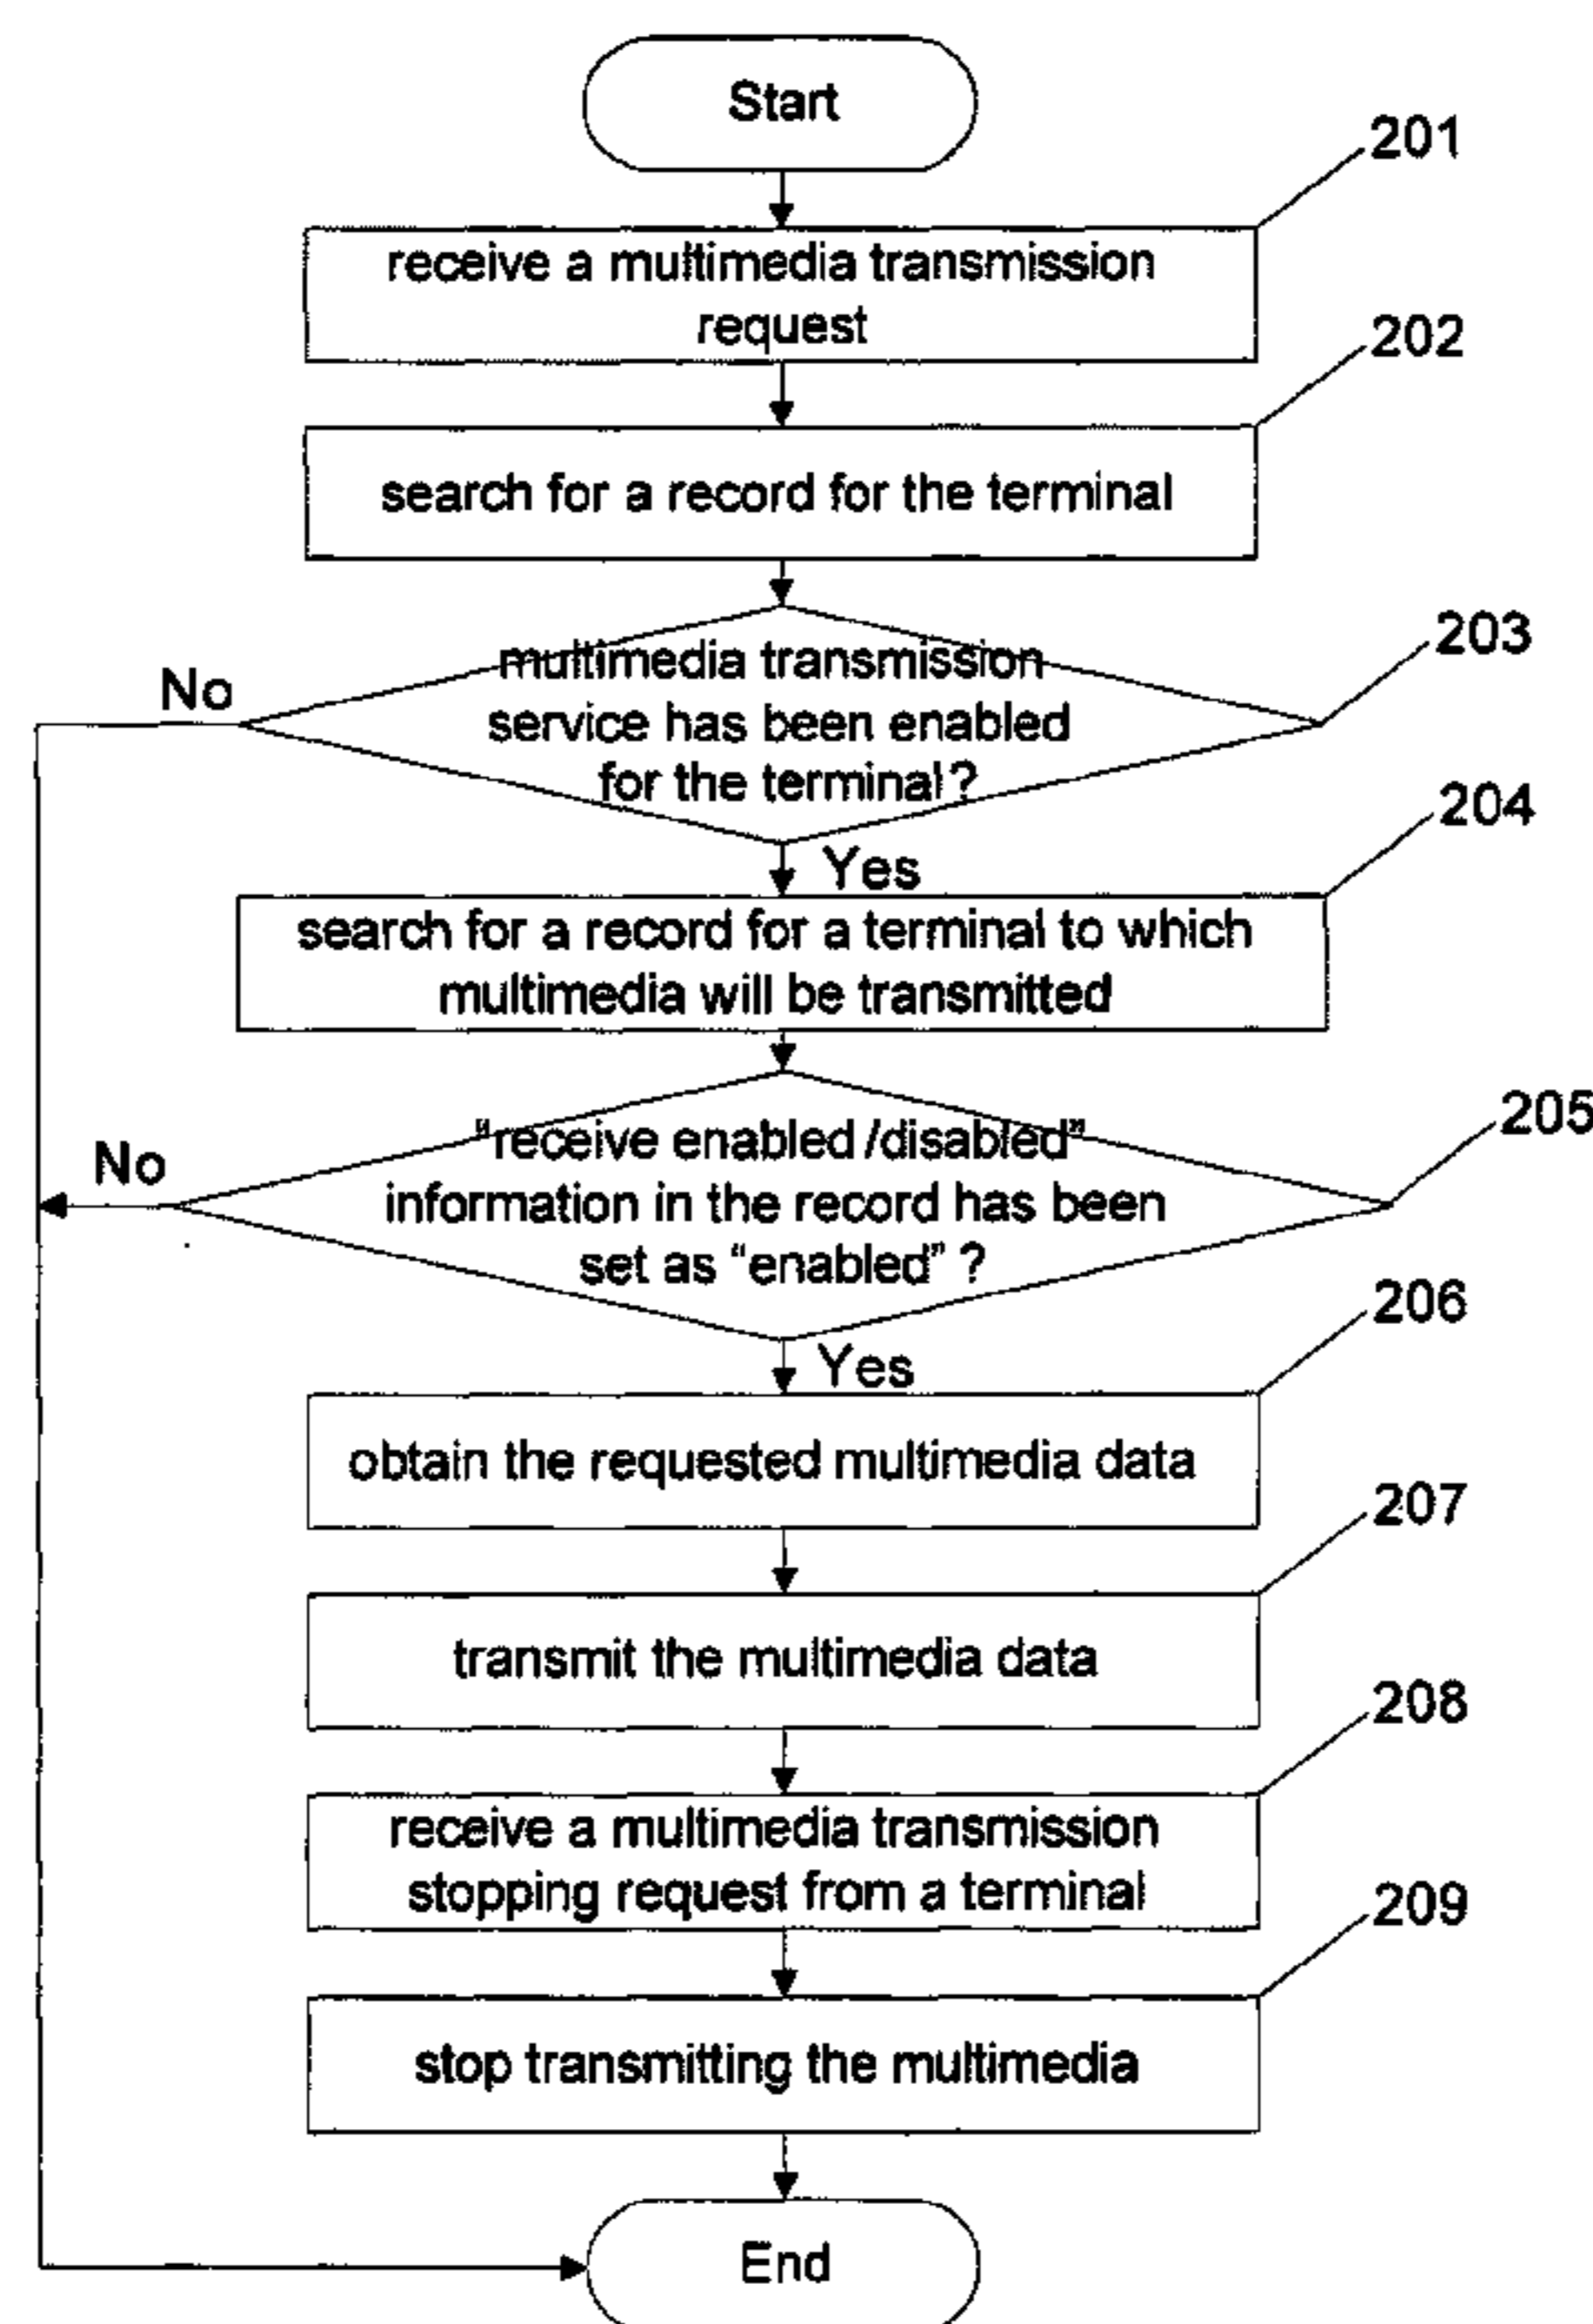 Start
201
receive a multimedia transmission
request
202
search for a record for the terminal
203
multimedia transmission
service has been enabled
for the terminal?
No
Yes
204
search for a record for a terminal to which
multimedia will be transmitted
205
"receive enabled/disabled"
information in the record has been
set as "enabled" ?
No
Yes
206
obtain the requested multimedia data
207
transmit the multimedia data
208
receive a multimedia transmission
stopping request from a terminal
209
stop transmitting the multimedia
End